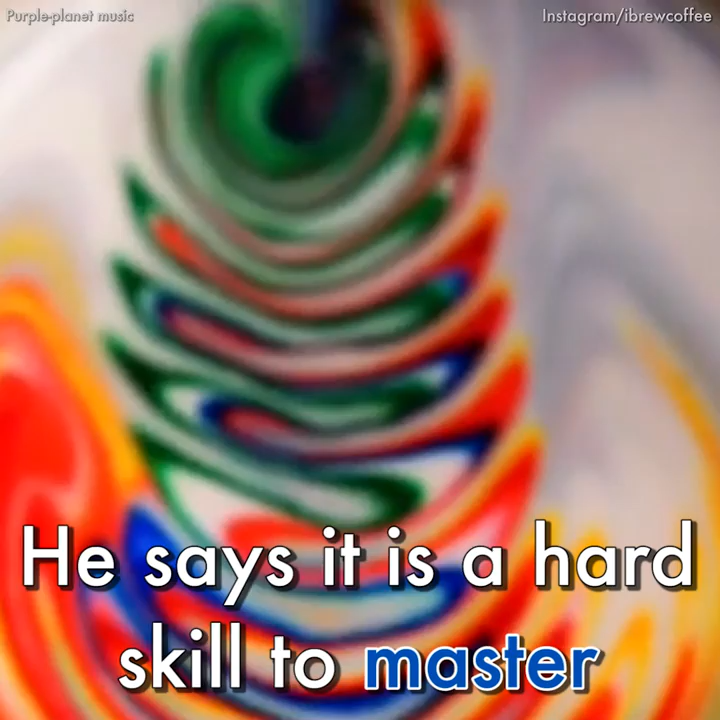 Purple-planet music
Instagram/ibrewcoffee
He says it is a hard
skill to master